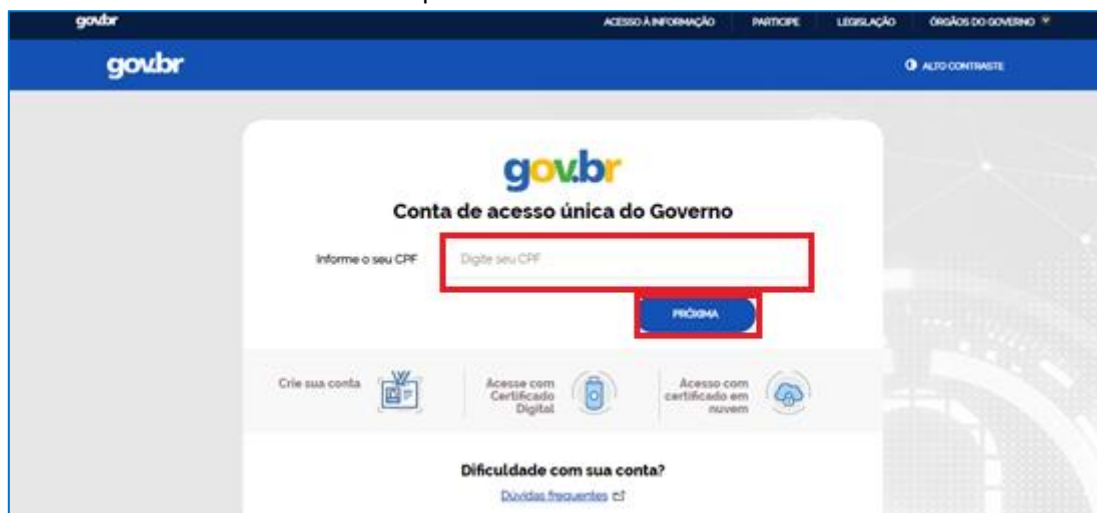 gov.br ACESSO À INFORMAÇÃO PARTICIPE LEGISLAÇÃO ÓRGÃOS DO GOVERNO
gov.br ALTO CONTRASTE
gov.br
Conta de acesso única do Governo
Informe o seu CPF Digite seu CPF
PRÓXIMA
Crie sua conta
Acesse com
Certificado
Digital
Acesso com
certificado em
nuvem
Dificuldade com sua conta?
Dúvidas frequentes